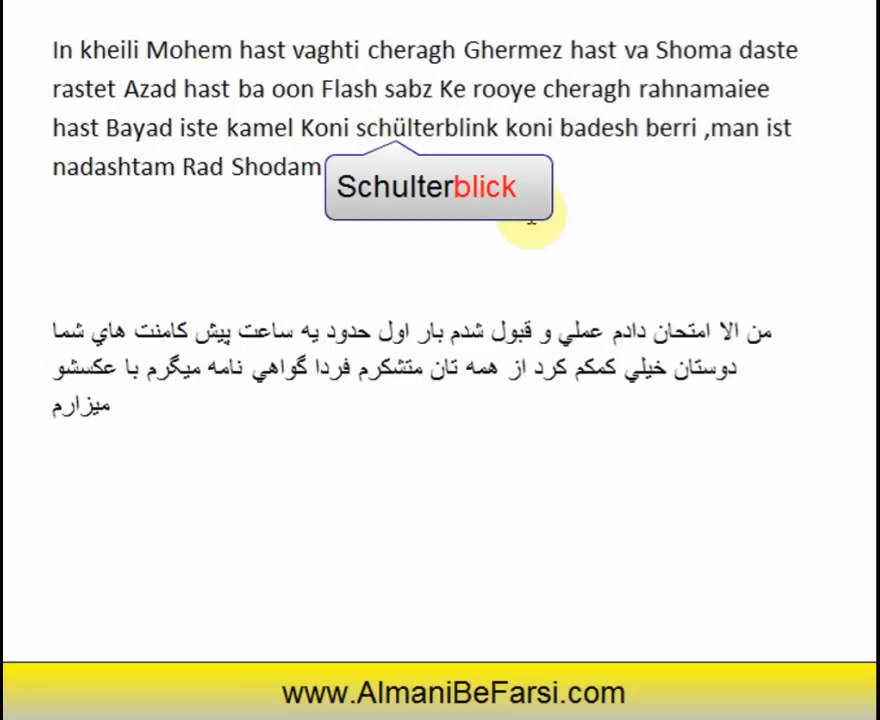 In kheili Mohem hast vaghti cheragh Ghermez hast va Shoma daste
rastet Azad hast ba oon Flash sabz Ke rooye cheragh rahnamaiee
hast Bayad iste kamel Koni schülterblink koni badesh berri ,man ist
nadashtam Rad Shodam
Schulterblick
من الا امتحان دادم عملي و قبول شدم بار اول حدود يه ساعت پيش كامنت هاي شما
دوستان خيلي كمكم كرد از همه تان متشكرم فردا گواهي نامه ميگرم با عكسشو
ميزارم
www.AlmaniBeFarsi.com